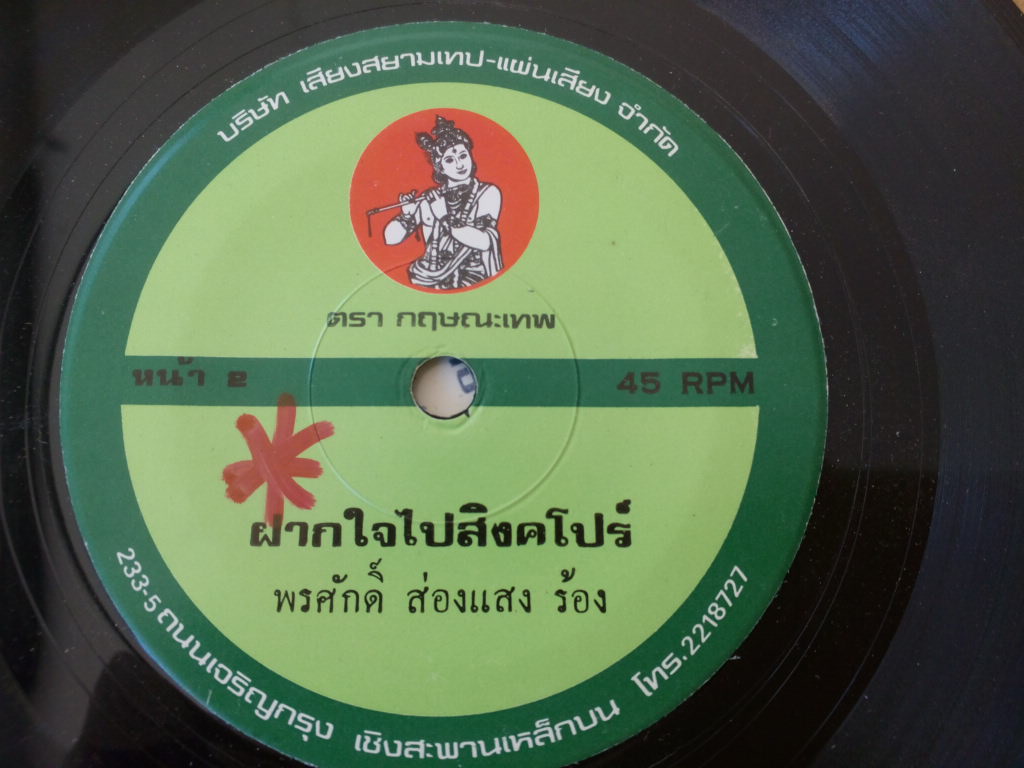 บริษัท เสียงสยามเทป-แผ่นเสียง จำกัด
ตรา กฤษณะเทพ
หน้า ๒
45 RPM
ฝากใจไปสิงคโปร์
พรศักดิ์ ส่องแสง ร้อง
233-5 ถนนเจริญกรุง เชิงสะพานเหล็กบน โทร. 2218727